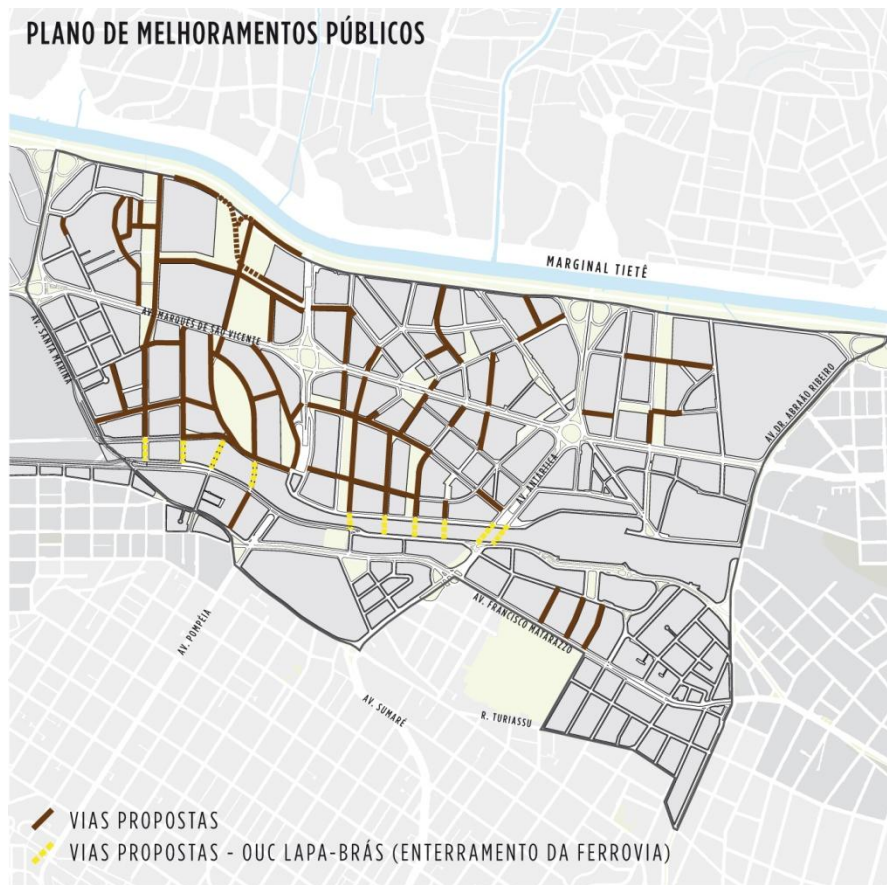 PLANO DE MELHORAMENTOS PÚBLICOS
MARGINAL TIETÊ
AV. MARQUÊS DE SÃO VICENTE
AV. SANTA MARINA
AV. DR. ABRAÃO RIBEIRO
AV. ANTÁRTICA
AV. FRANCISCO MATARAZZO
AV. POMPÉIA
AV. SUMARÉ
R. TURIASSU
VIAS PROPOSTAS
VIAS PROPOSTAS - OUC LAPA-BRÁS (ENTERRAMENTO DA FERROVIA)